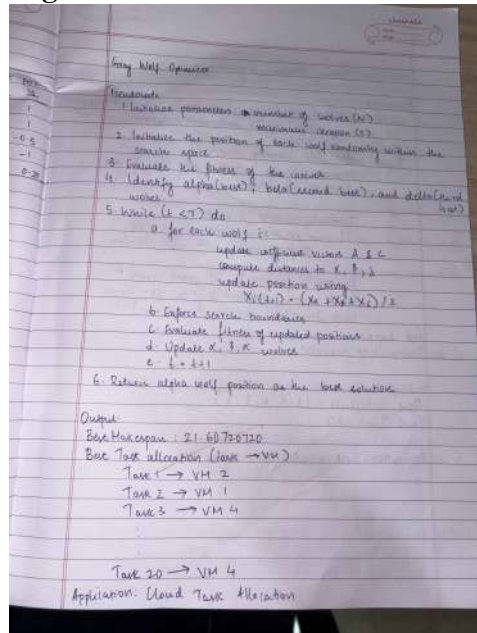 Gray Wolf Optimizer
Pseudocode
1. Initialize parameters number of wolves (N)
maximum iteration (T)
2. Initialize the position of each wolf randomly within the
search space
3. Evaluate the fitness of the wolves
4. Identify alpha (best), beta (second best), and delta (third
best)
wolves
5. While (t < T) do
a. for each wolf i:
update coefficient vectors A & C
compute distances to α, β, δ
update position using
Xi(t+1) = (Xα + Xβ + Xδ) / 3
b. Enforce search boundaries
c. Evaluate fitness of updated positions
d. Update α, β, α wolves
e. t = t+1
6. Return alpha wolf position as the best solution
Output:
Best Makespan : 21.60720720
Best Task allocation (Task → VM) :
Task 1 → VM 2
Task 2 → VM 1
Task 3 → VM 4
Task 20 → VM 4
Application: Cloud Task Allocation